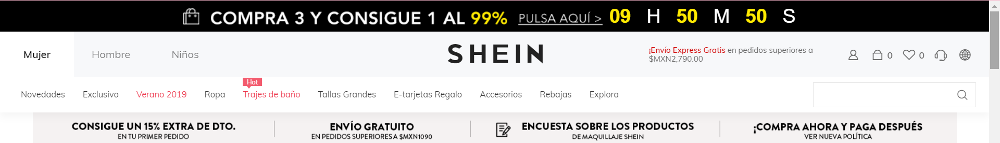 COMPRA 3 Y CONSIGUE 1 AL 99% PULSA AQUÍ > 09 H 50 M 50 S
Mujer Hombre Niños
SHEIN
¡Envío Express Gratis en pedidos superiores a
$MXN2,790.00
0 0
Hot
Novedades Exclusivo Verano 2019 Ropa Trajes de baño Tallas Grandes E-tarjetas Regalo Accesorios Rebajas Explora
CONSIGUE UN 15% EXTRA DE DTO.
EN TU PRIMER PEDIDO
ENVÍO GRATUITO
EN PEDIDOS SUPERIORES A $MXN1090
ENCUESTA SOBRE LOS PRODUCTOS
DE MAQUILLAJE SHEIN
¡COMPRA AHORA Y PAGA DESPUÉS
VER NUEVA POLÍTICA